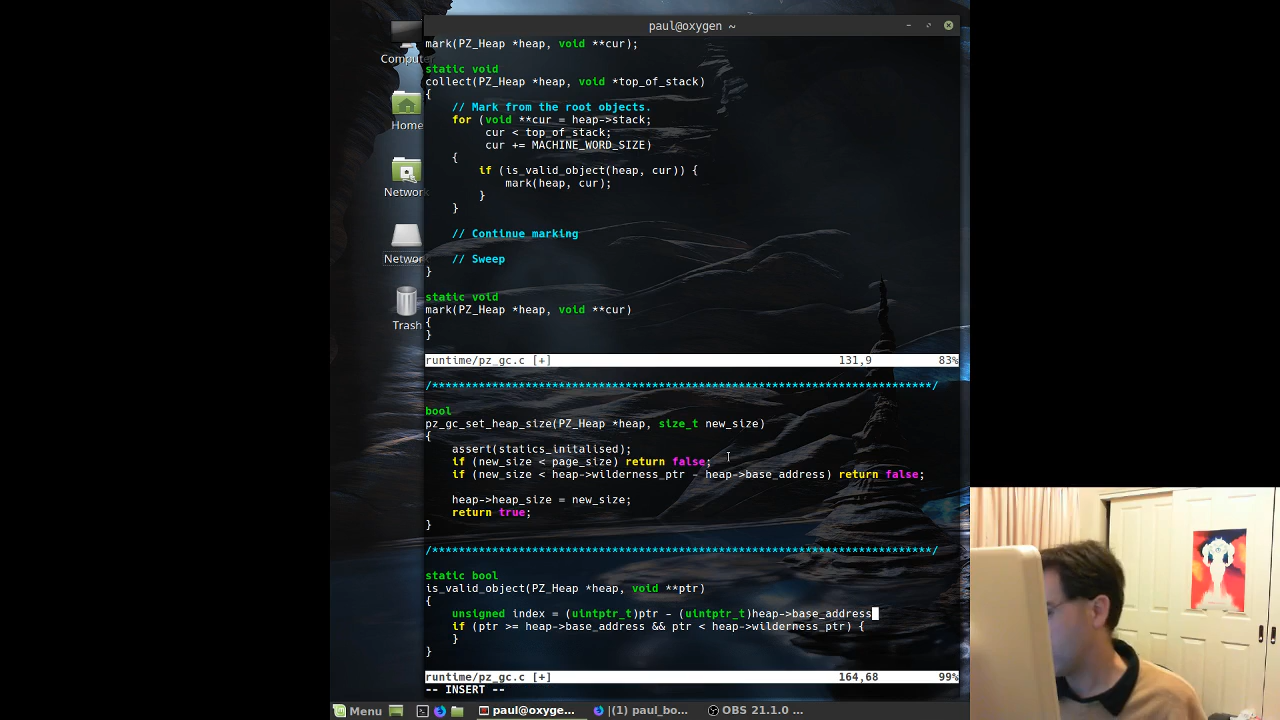 paul@oxygen ~
Computer
Home
Network
Network
Trash
mark(PZ_Heap *heap, void **cur);
static void
collect(PZ_Heap *heap, void *top_of_stack)
{
    // Mark from the root objects.
    for (void **cur = heap->stack;
         cur < top_of_stack;
         cur += MACHINE_WORD_SIZE)
    {
        if (is_valid_object(heap, cur)) {
            mark(heap, cur);
        }
    }
    // Continue marking
    // Sweep
}
static void
mark(PZ_Heap *heap, void **cur)
{
}
runtime/pz_gc.c [+] 131,9 83%
/*****************************************************************************/
bool
pz_gc_set_heap_size(PZ_Heap *heap, size_t new_size)
{
    assert(statics_initalised);
    if (new_size < page_size) return false;
    if (new_size < heap->wilderness_ptr - heap->base_address) return false;
    heap->heap_size = new_size;
    return true;
}
/*****************************************************************************/
static bool
is_valid_object(PZ_Heap *heap, void **ptr)
{
    unsigned index = (uintptr_t)ptr - (uintptr_t)heap->base_address
    if (ptr >= heap->base_address && ptr < heap->wilderness_ptr) {
    }
}
runtime/pz_gc.c [+] 164,68 99%
-- INSERT --
Menu paul@oxyge... |(1) paul_bo... OBS 21.1.0 ...